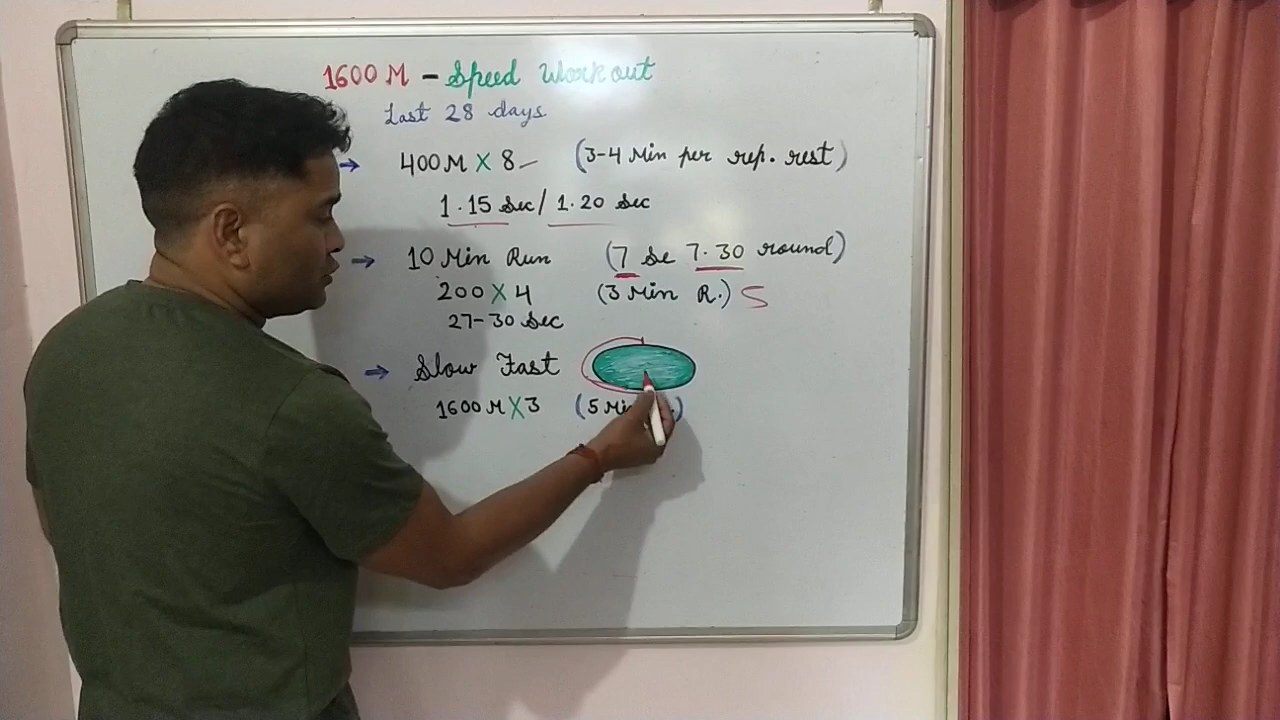 1600 M - Speed Workout
Last 28 days
→ 400 M X 8 – (3-4 Min per rep. rest)
1.15 Sec / 1.20 Sec
→ 10 Min Run (7 Se 7.30 round)
200 X 4 (3 Min R.) S
27-30 Sec
→ Slow Fast
1600 M X 3 (5